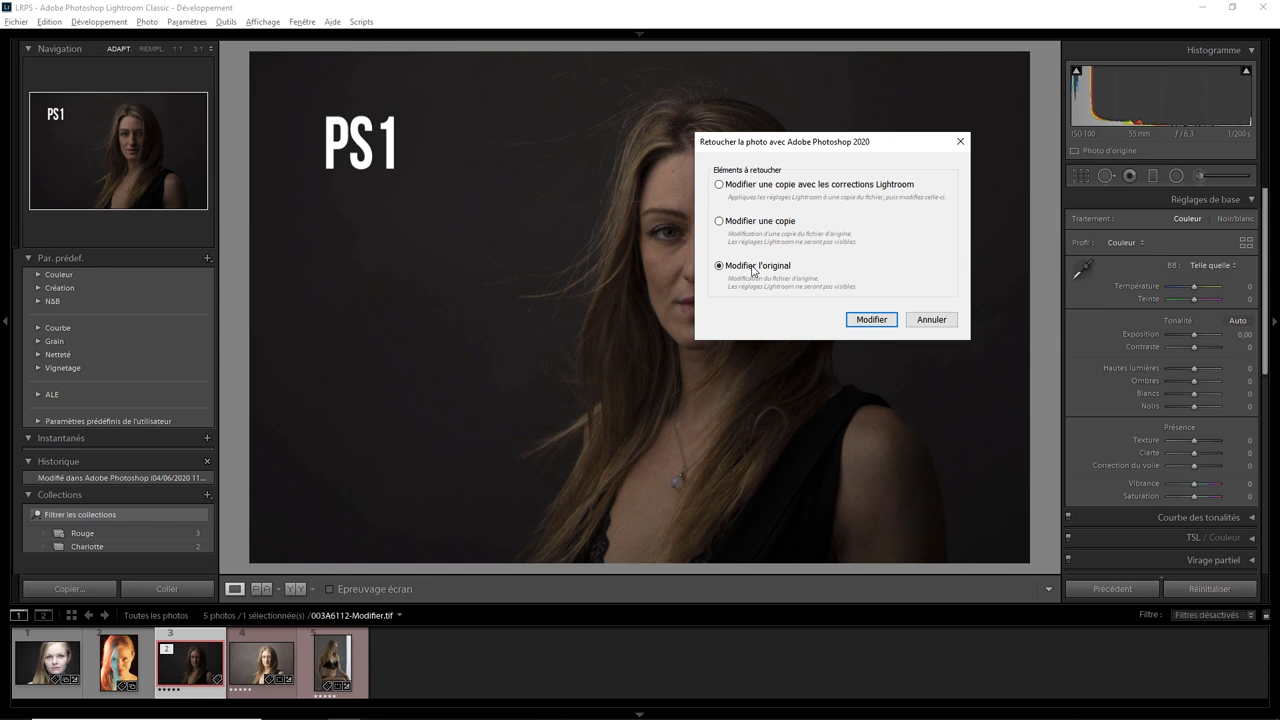 LRPS - Adobe Photoshop Lightroom Classic - Développement
Fichier Edition Développement Photo Paramètres Outils Affichage Fenêtre Aide Scripts
Navigation ADAPT. REMPL. 1:1 3:1
PS1
Par. prédéf.
Couleur
Création
N&B
Courbe
Grain
Netteté
Vignetage
ALE
Paramètres prédéfinis de l'utilisateur
Instantanés
Historique
Modifié dans Adobe Photoshop (04/06/2020 11...
Collections
Filtrer les collections
Rouge 3
Charlotte 2
Copier... Coller
PS1
Retoucher la photo avec Adobe Photoshop 2020
Eléments à retoucher
Modifier une copie avec les corrections Lightroom
Appliquez les réglages Lightroom à une copie du fichier, puis modifiez celle-ci.
Modifier une copie
Modification d'une copie du fichier d'origine.
Les réglages Lightroom ne seront pas visibles.
Modifier l'original
Modification du fichier d'origine.
Les réglages Lightroom ne seront pas visibles.
Modifier Annuler
Epreuvage écran
Histogramme
ISO 100 55 mm ƒ / 6,3 1/200 s
Photo d'origine
Réglages de base
Traitement : Couleur Noir/blanc
Profil : Couleur
BB : Telle quelle
Température 0
Teinte 0
Tonalité Auto
Exposition 0,00
Contraste 0
Hautes lumières 0
Ombres 0
Blancs 0
Noirs 0
Présence
Texture 0
Clarté 0
Correction du voile 0
Vibrance 0
Saturation 0
Courbe des tonalités
TSL / Couleur
Virage partiel
Précédent Réinitialiser
1 2 Toutes les photos 5 photos /1 sélectionnée(s) /003A6112-Modifier.tif
Filtre : Filtres désactivés
1 2 3 4 5
2